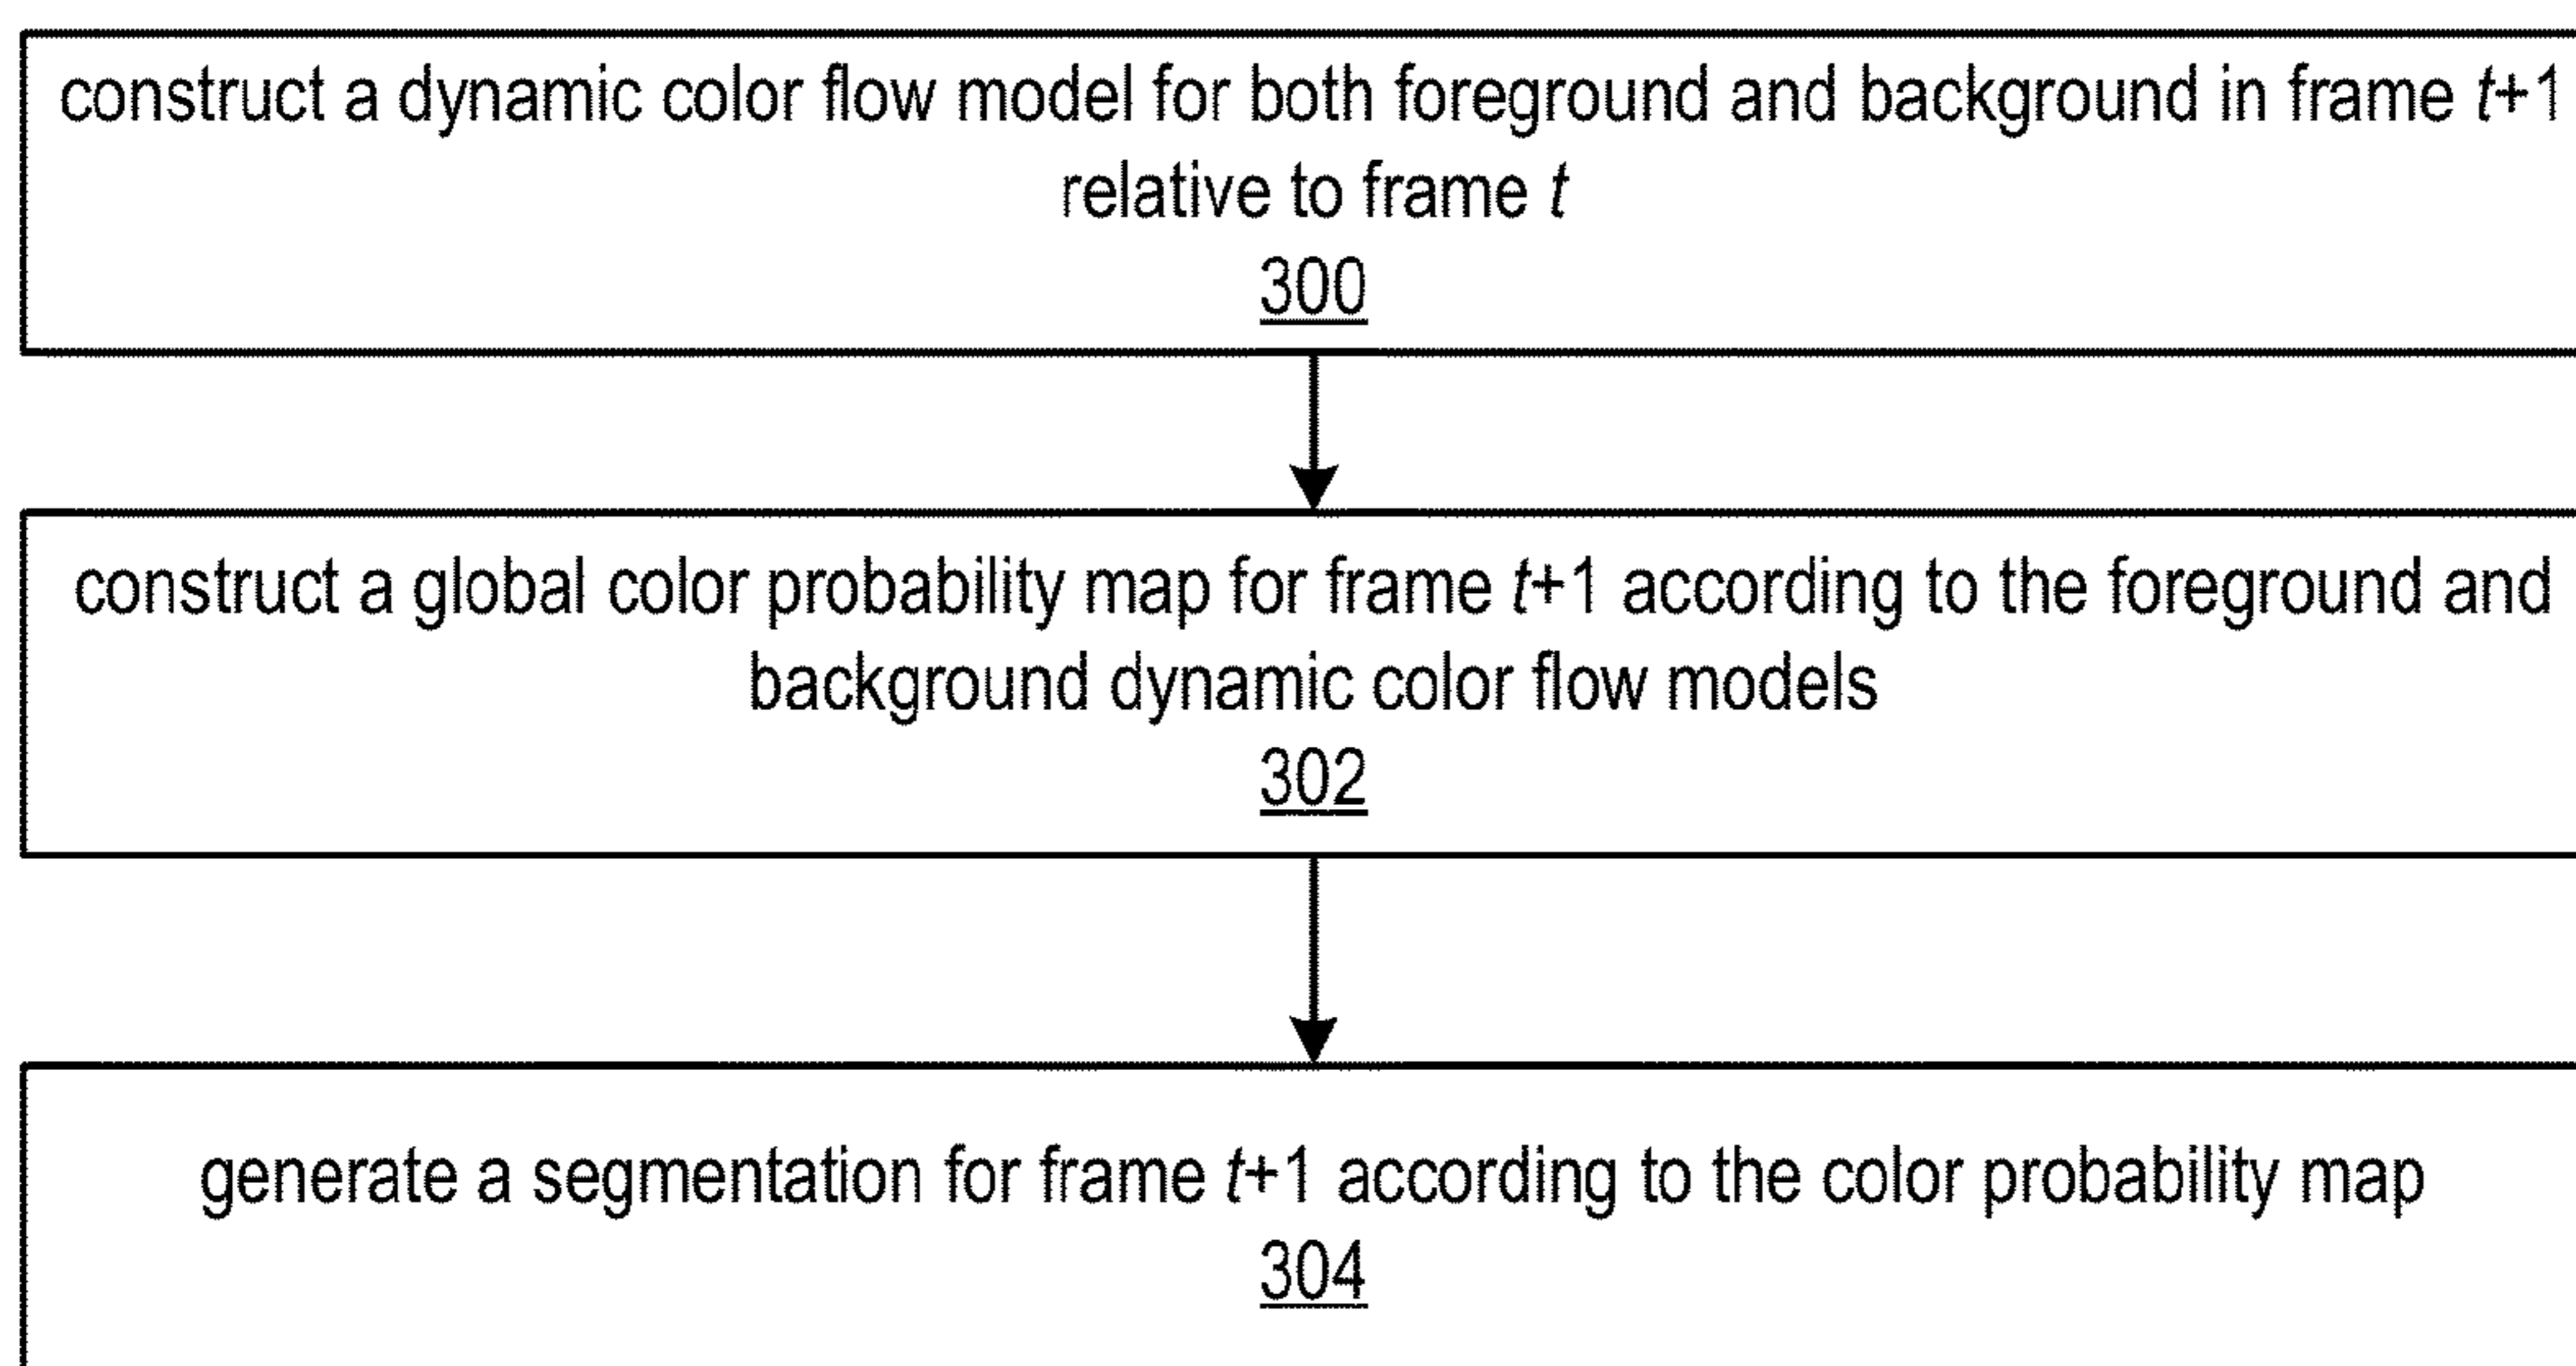 construct a dynamic color flow model for both foreground and background in frame t+1
relative to frame t
300
construct a global color probability map for frame t+1 according to the foreground and
background dynamic color flow models
302
generate a segmentation for frame t+1 according to the color probability map
304